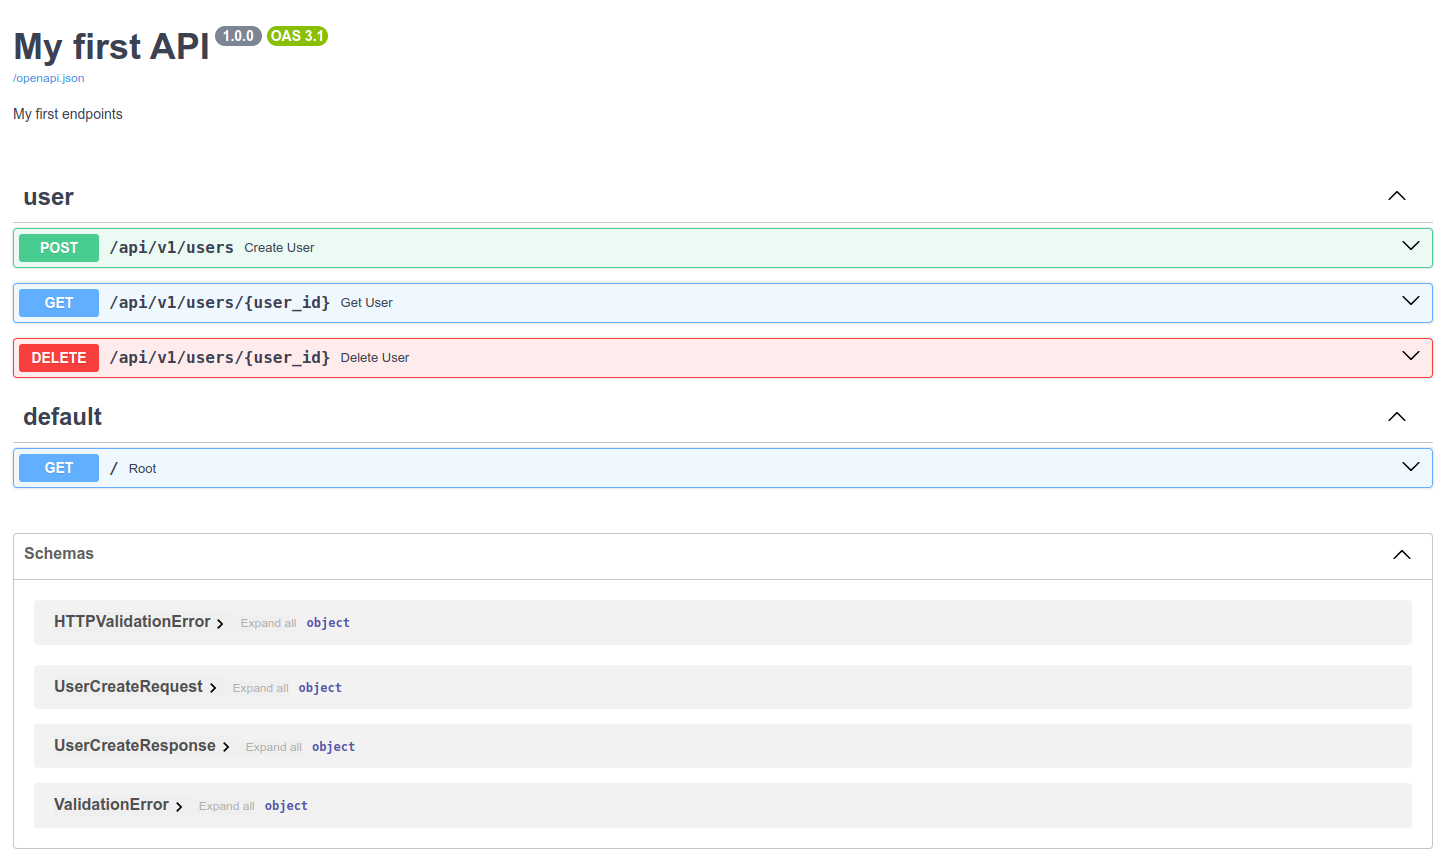 My first API 1.0.0 OAS 3.1
/openapi.json
My first endpoints
user
POST /api/v1/users Create User
GET /api/v1/users/{user_id} Get User
DELETE /api/v1/users/{user_id} Delete User
default
GET / Root
Schemas
HTTPValidationError Expand all object
UserCreateRequest Expand all object
UserCreateResponse Expand all object
ValidationError Expand all object